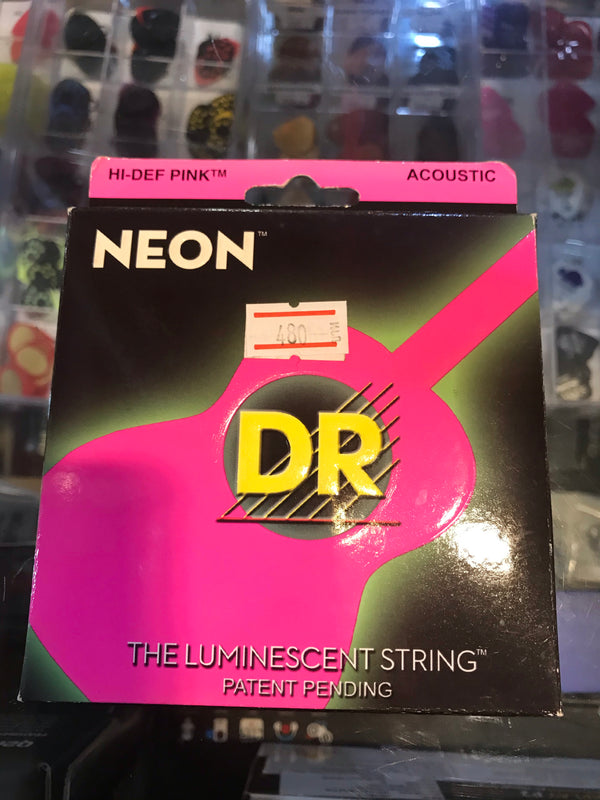 HI-DEF PINK™
ACOUSTIC
NEON™
480
DR
THE LUMINESCENT STRING™
PATENT PENDING